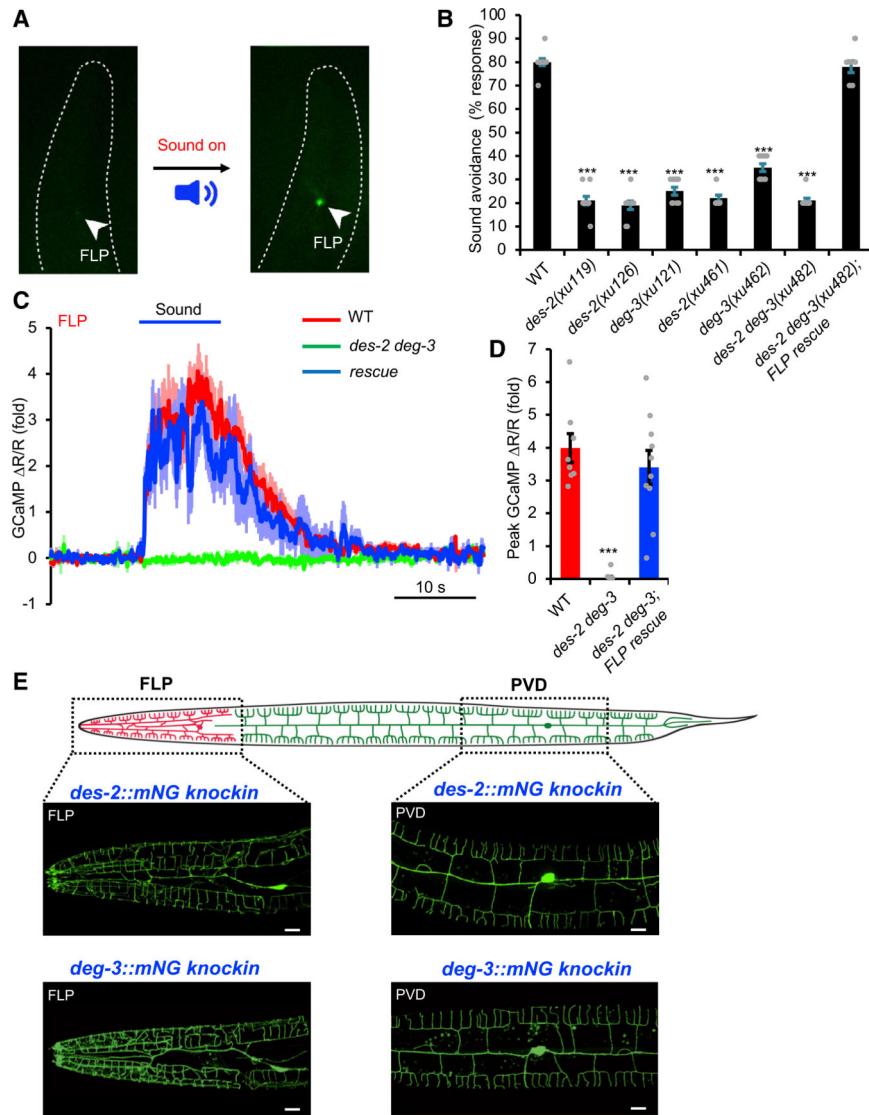 A
Sound on
FLP
FLP
B
Sound avoidance (% response)
100
90
80
70
60
50
40
30
20
10
0
***
***
***
***
***
***
WT
des-2(xu119)
des-2(xu126)
deg-3(xu121)
des-2(xu461)
deg-3(xu462)
des-2 deg-3(xu482)
des-2 deg-3(xu482);
FLP rescue
C
FLP
Sound
WT
des-2 deg-3
rescue
GCaMP ΔR/R (fold)
5
4
3
2
1
0
-1
10 s
D
Peak GCaMP ΔR/R (fold)
7
6
5
4
3
2
1
0
***
WT
des-2 deg-3
des-2 deg-3;
FLP rescue
E
FLP
PVD
des-2::mNG knockin
des-2::mNG knockin
FLP
PVD
deg-3::mNG knockin
deg-3::mNG knockin
FLP
PVD